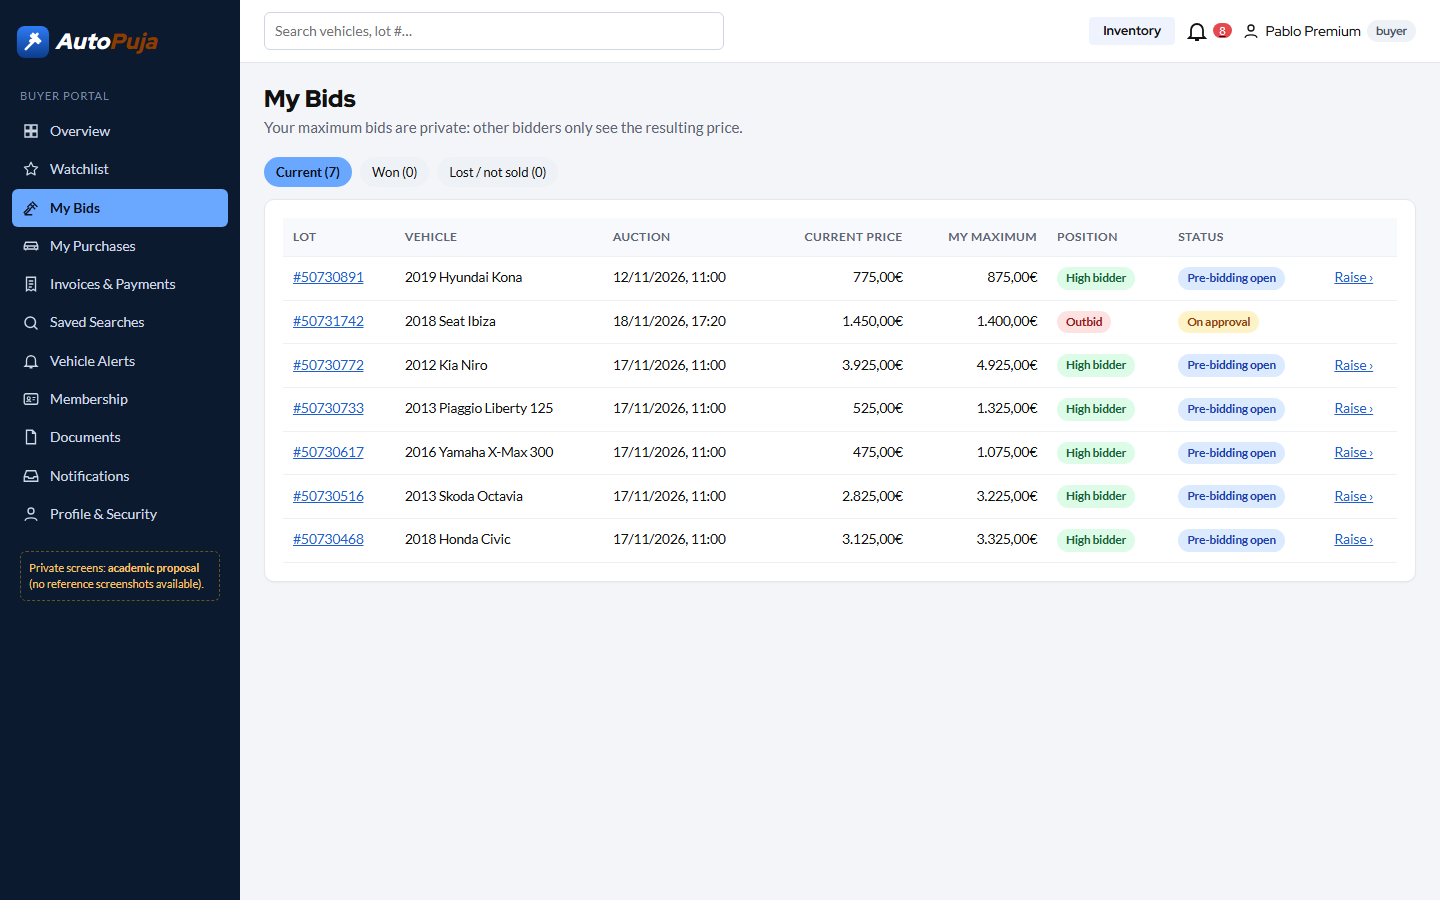 AutoPuja
Search vehicles, lot #...
Inventory
8
Pablo Premium
buyer
BUYER PORTAL
Overview
Watchlist
My Bids
My Purchases
Invoices & Payments
Saved Searches
Vehicle Alerts
Membership
Documents
Notifications
Profile & Security
Private screens: academic proposal
(no reference screenshots available).
My Bids
Your maximum bids are private: other bidders only see the resulting price.
Current (7) Won (0) Lost / not sold (0)
LOT VEHICLE AUCTION CURRENT PRICE MY MAXIMUM POSITION STATUS
#50730891 2019 Hyundai Kona 12/11/2026, 11:00 775,00€ 875,00€ High bidder Pre-bidding open Raise ›
#50731742 2018 Seat Ibiza 18/11/2026, 17:20 1.450,00€ 1.400,00€ Outbid On approval
#50730772 2012 Kia Niro 17/11/2026, 11:00 3.925,00€ 4.925,00€ High bidder Pre-bidding open Raise ›
#50730733 2013 Piaggio Liberty 125 17/11/2026, 11:00 525,00€ 1.325,00€ High bidder Pre-bidding open Raise ›
#50730617 2016 Yamaha X-Max 300 17/11/2026, 11:00 475,00€ 1.075,00€ High bidder Pre-bidding open Raise ›
#50730516 2013 Skoda Octavia 17/11/2026, 11:00 2.825,00€ 3.225,00€ High bidder Pre-bidding open Raise ›
#50730468 2018 Honda Civic 17/11/2026, 11:00 3.125,00€ 3.325,00€ High bidder Pre-bidding open Raise ›